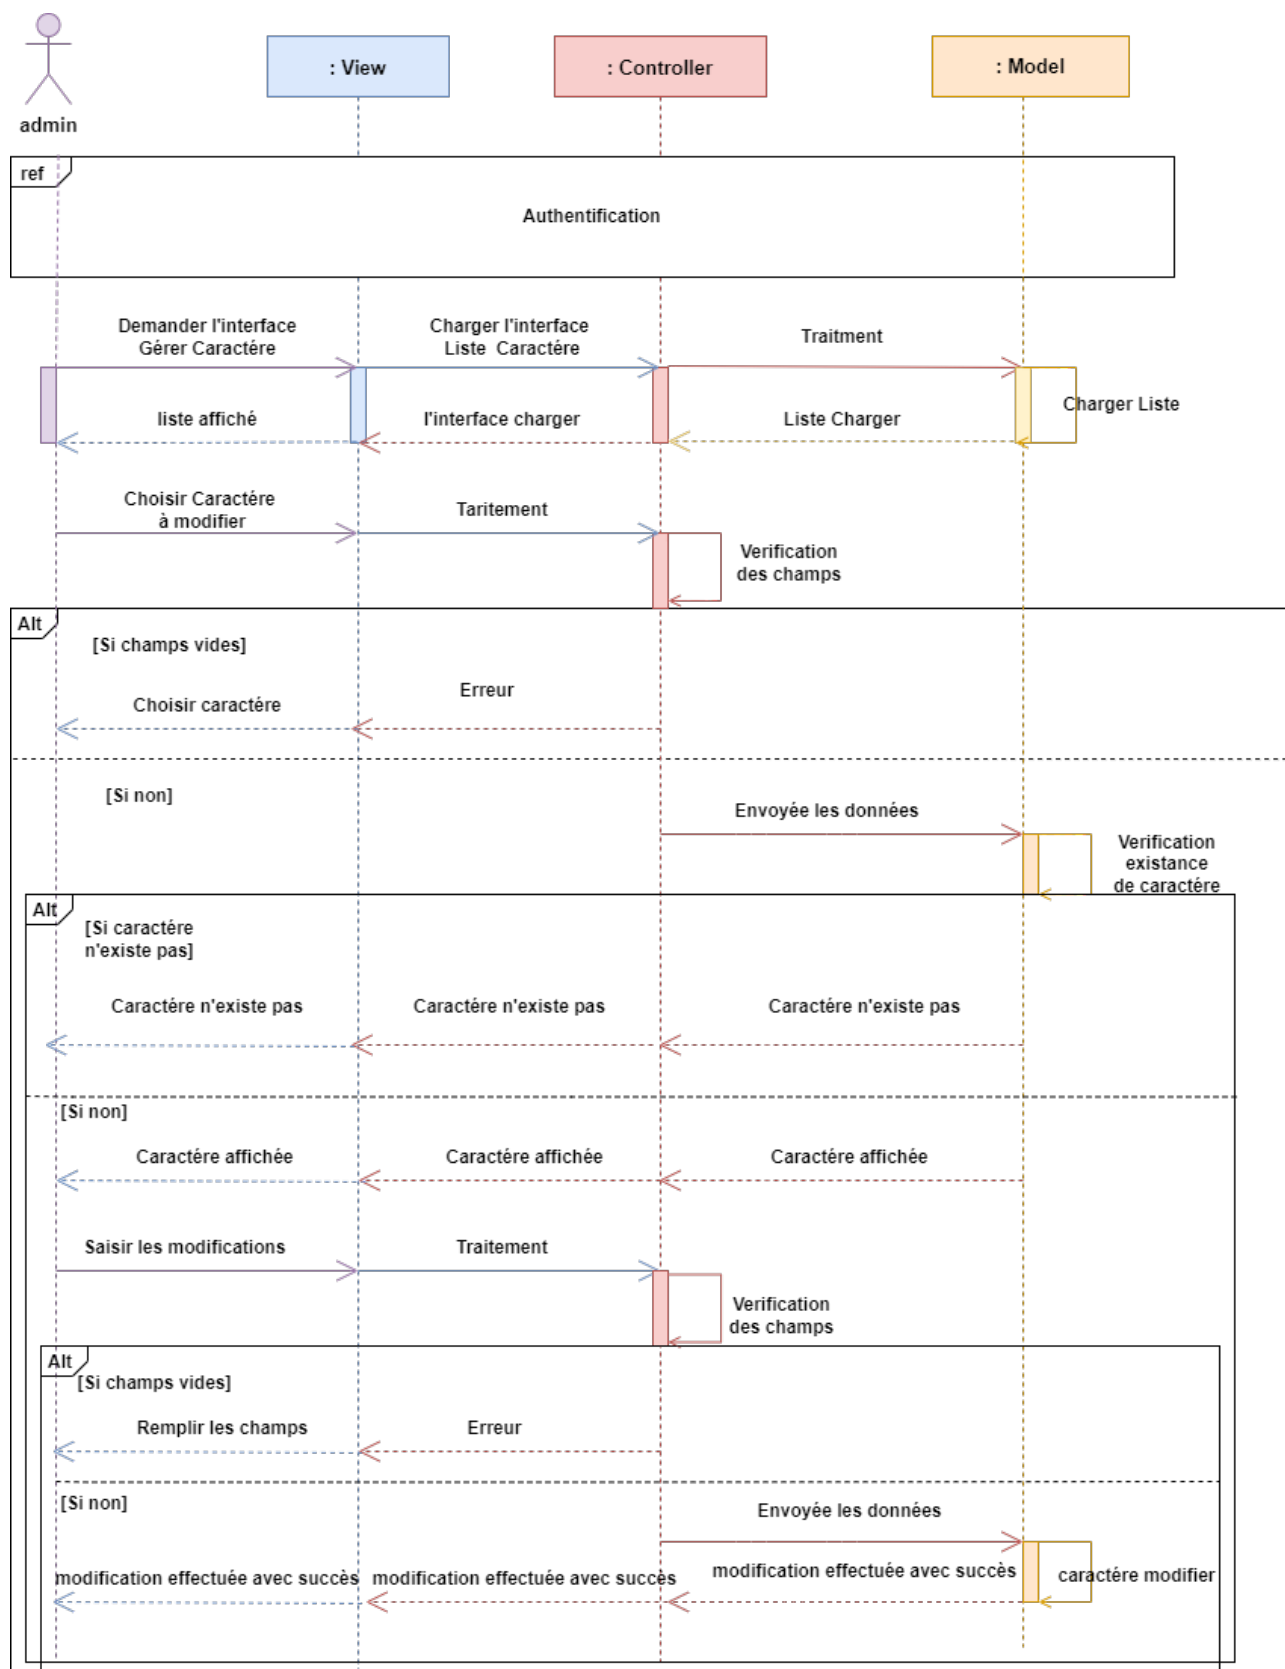 : View
: Controller
: Model
admin
ref
Authentification
Demander l'interface
Gérer Caractére
Charger l'interface
Liste Caractére
Traitment
Charger Liste
liste affiché
l'interface charger
Liste Charger
Choisir Caractére
à modifier
Taritement
Verification
des champs
Alt
[Si champs vides]
Choisir caractére
Erreur
[Si non]
Envoyée les données
Verification
existance
de caractére
Alt
[Si caractére
n'existe pas]
Caractére n'existe pas
Caractére n'existe pas
Caractére n'existe pas
[Si non]
Caractére affichée
Caractére affichée
Caractére affichée
Saisir les modifications
Traitement
Verification
des champs
Alt
[Si champs vides]
Remplir les champs
Erreur
[Si non]
Envoyée les données
modification effectuée avec succès
modification effectuée avec succès
modification effectuée avec succès
caractére modifier